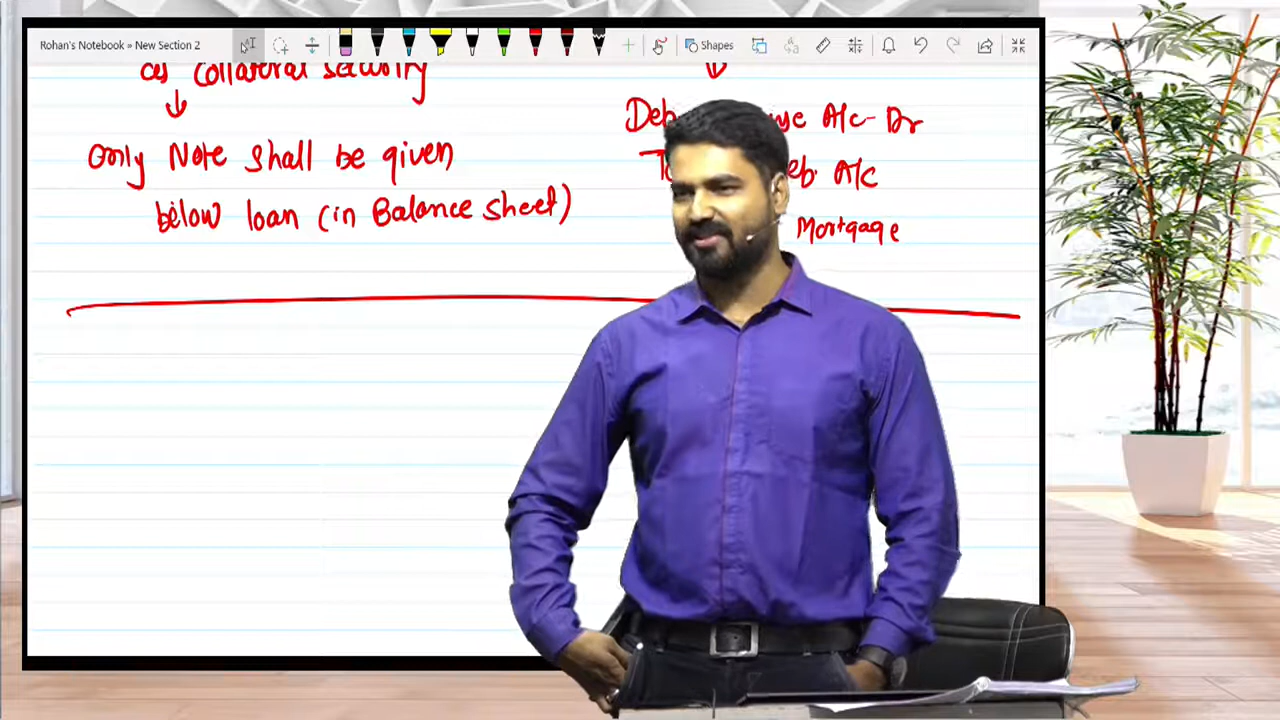 Rohan's Notebook » New Section 2
Shapes
as Collateral security
Only Note shall be given
below loan (in Balance sheet)
A/c - Dr
To Deb. A/c
Mortgage